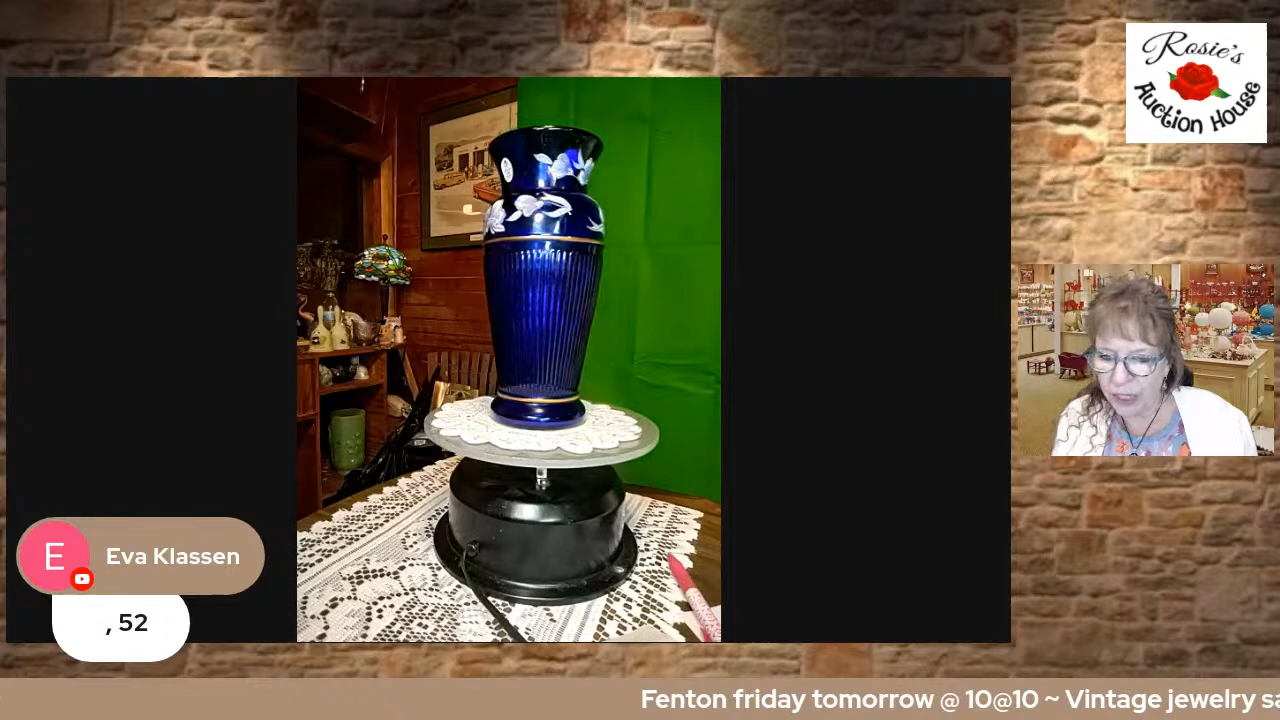 Rosie's
Auction House
E Eva Klassen
, 52
Fenton friday tomorrow @ 10@10 ~ Vintage jewelry sa